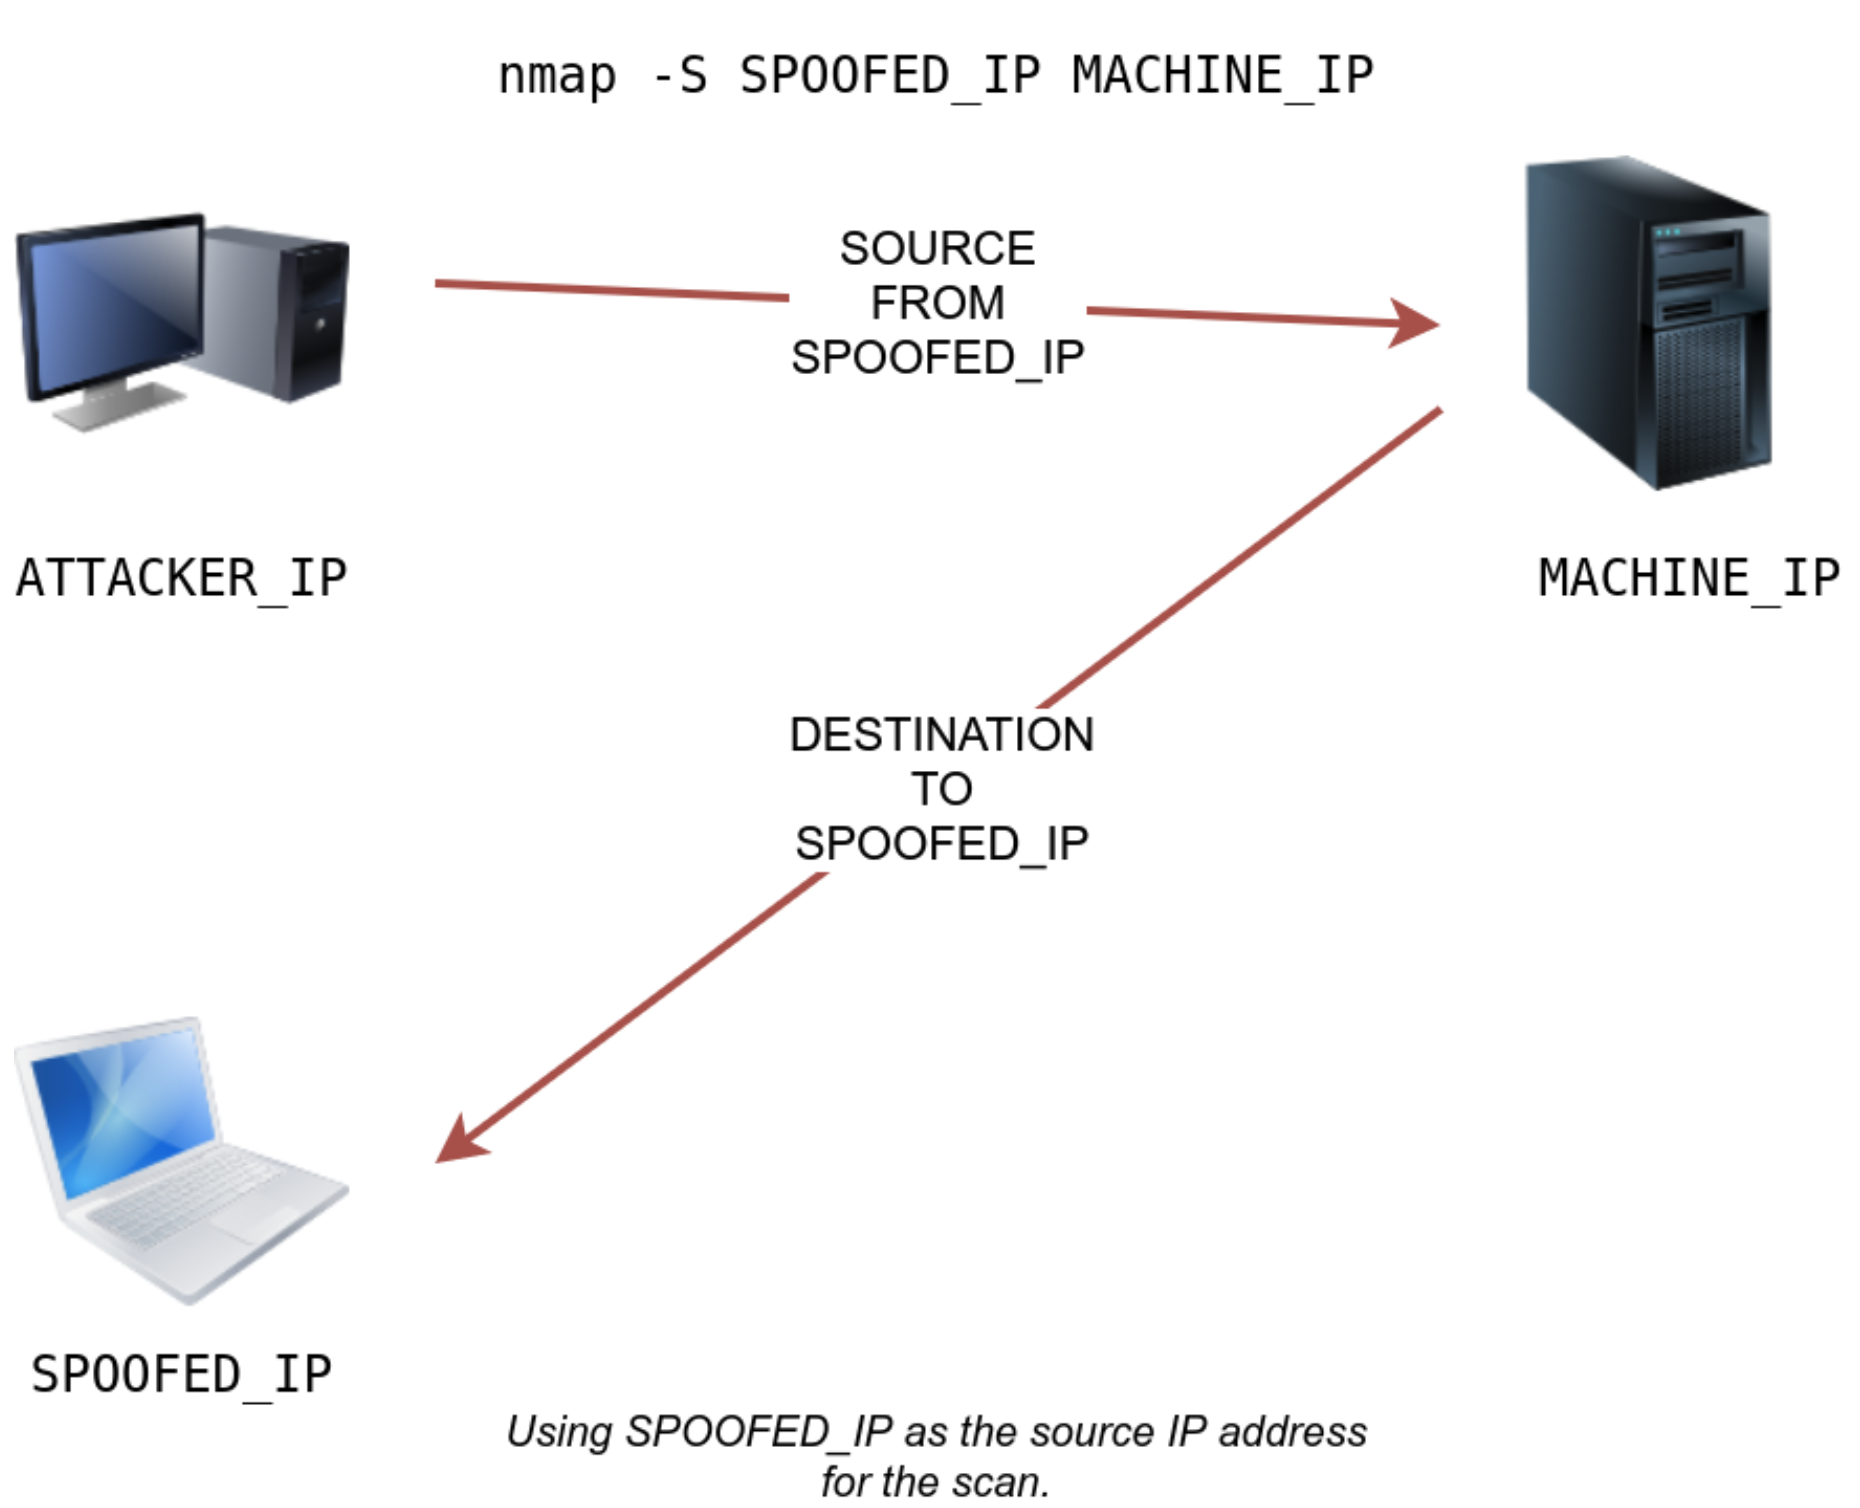 nmap -S SPOOFED_IP MACHINE_IP
SOURCE
FROM
SPOOFED_IP
ATTACKER_IP
MACHINE_IP
DESTINATION
TO
SPOOFED_IP
SPOOFED_IP
Using SPOOFED_IP as the source IP address
for the scan.